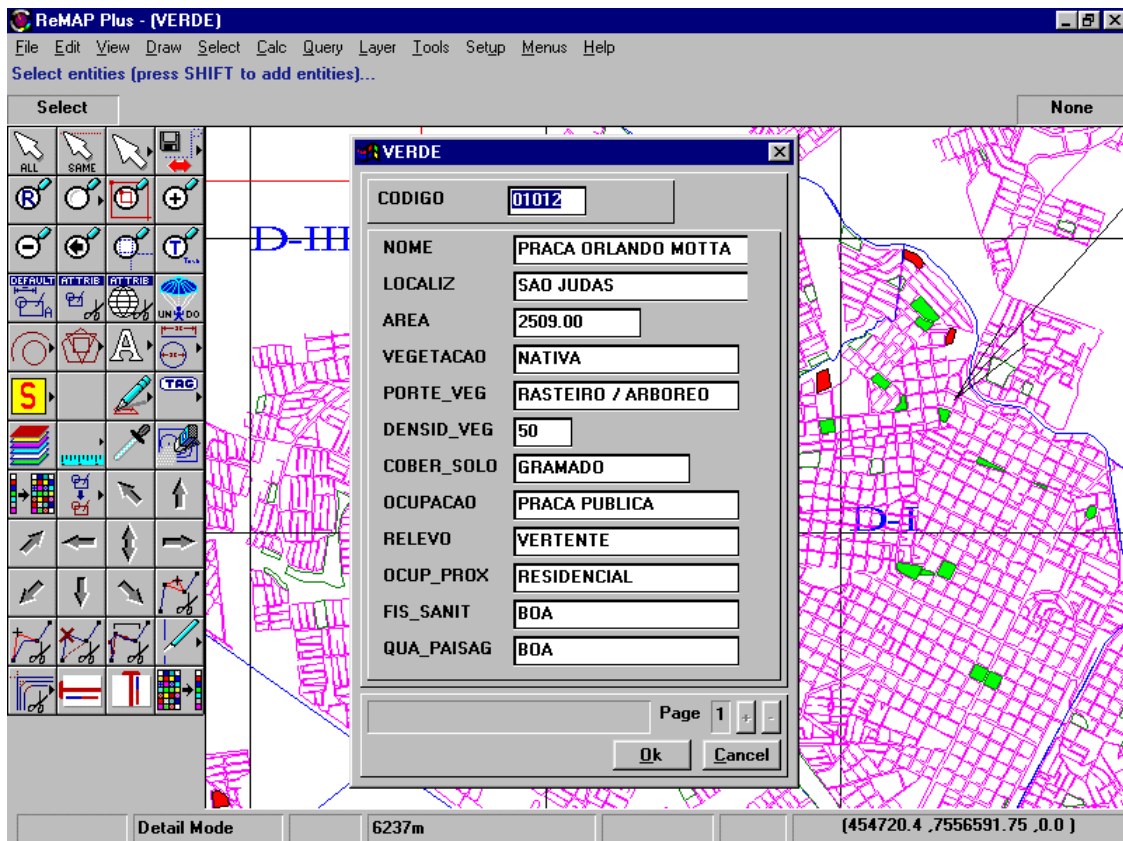 ReMAP Plus - (VERDE)
File Edit View Draw Select Calc Query Layer Tools Setup Menus Help
Select entities (press SHIFT to add entities)...
Select None
ALL SAME
R
T
DEFAULT ATTRIB ATTRIB
A UN DO
A
S TAG
D-III
D-I
VERDE
CODIGO 01012
NOME PRACA ORLANDO MOTTA
LOCALIZ SAO JUDAS
AREA 2509.00
VEGETACAO NATIVA
PORTE_VEG RASTEIRO / ARBOREO
DENSID_VEG 50
COBER_SOLO GRAMADO
OCUPACAO PRACA PUBLICA
RELEVO VERTENTE
OCUP_PROX RESIDENCIAL
FIS_SANIT BOA
QUA_PAISAG BOA
Page 1 + -
Ok Cancel
Detail Mode 6237m (454720.4 ,7556591.75 ,0.0 )